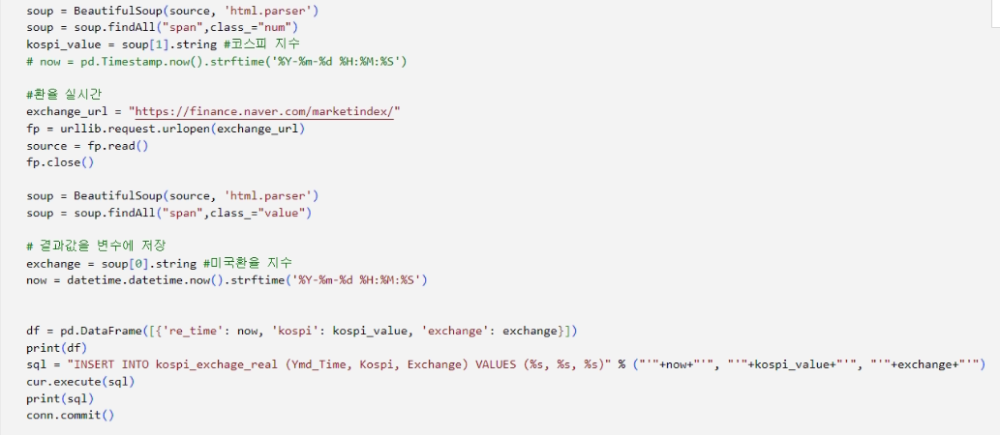 soup = BeautifulSoup(source, 'html.parser')
soup = soup.findAll("span",class_="num")
kospi_value = soup[1].string #코스피 지수
# now = pd.Timestamp.now().strftime('%Y-%m-%d %H:%M:%S')
#환율 실시간
exchange_url = "https://finance.naver.com/marketindex/"
fp = urllib.request.urlopen(exchange_url)
source = fp.read()
fp.close()
soup = BeautifulSoup(source, 'html.parser')
soup = soup.findAll("span",class_="value")
# 결과값을 변수에 저장
exchange = soup[0].string #미국환율 지수
now = datetime.datetime.now().strftime('%Y-%m-%d %H:%M:%S')
df = pd.DataFrame([{'re_time': now, 'kospi': kospi_value, 'exchange': exchange}])
print(df)
sql = "INSERT INTO kospi_exchage_real (Ymd_Time, Kospi, Exchange) VALUES (%s, %s, %s)" % ("'"+now+"'", "'"+kospi_value+"'", "'"+exchange+"'")
cur.execute(sql)
print(sql)
conn.commit()